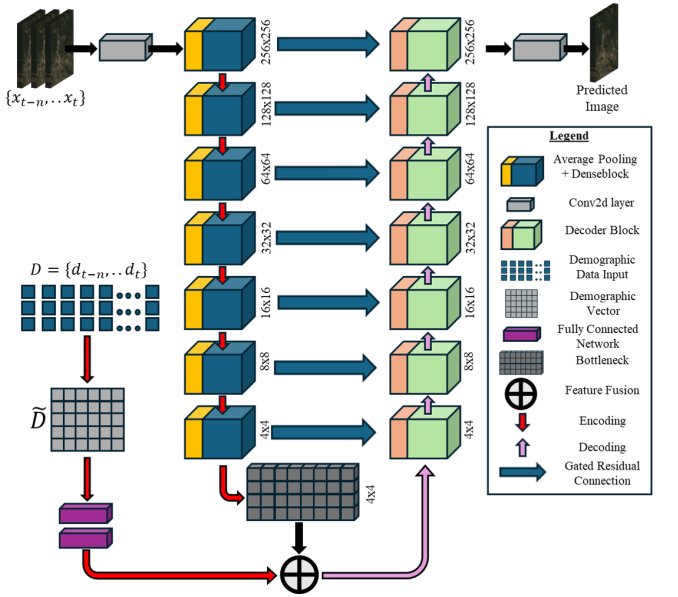 {x_{t-n}, . . x_t}
256x256
128x128
64x64
32x32
16x16
8x8
4x4
4x4
256x256
128x128
64x64
32x32
16x16
8x8
4x4
Predicted
Image
D = {d_{t-n}, . . d_t}
D̃
Legend
Average Pooling
+ Denseblock
Conv2d layer
Decoder Block
Demographic
Data Input
Demographic
Vector
Fully Connected
Network
Bottleneck
Feature Fusion
Encoding
Decoding
Gated Residual
Connection